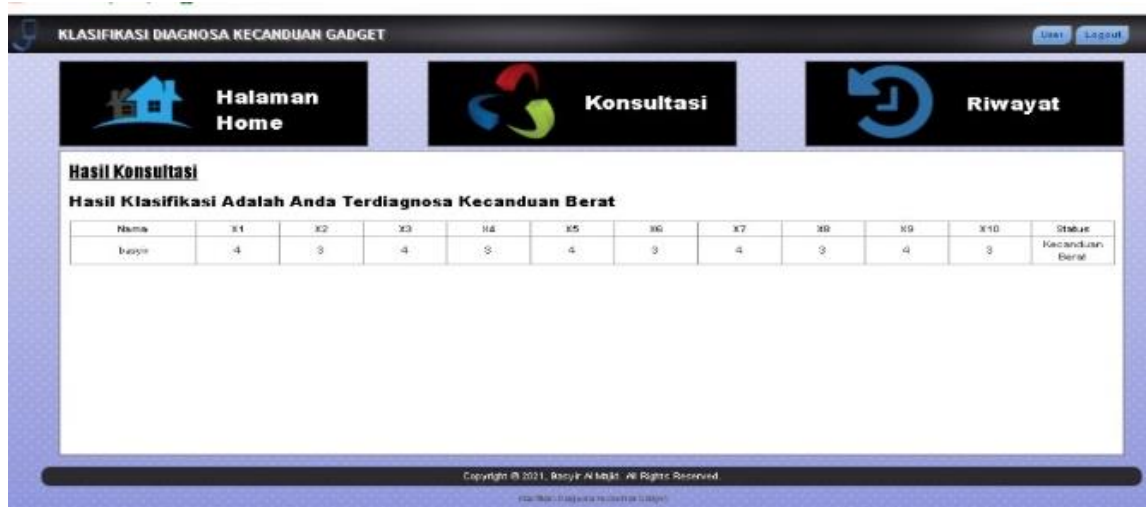 KLASIFIKASI DIAGNOSA KECANDUAN GADGET
User Logout
Halaman Home
Konsultasi
Riwayat
Hasil Konsultasi
Hasil Klasifikasi Adalah Anda Terdiagnosa Kecanduan Berat
Nama X1 X2 X3 X4 X5 X6 X7 X8 X9 X10 Status
basyir 4 3 4 3 4 3 4 3 4 3 Kecanduan Berat
Copyright © 2021, Basyir Al Majid. All Rights Reserved.